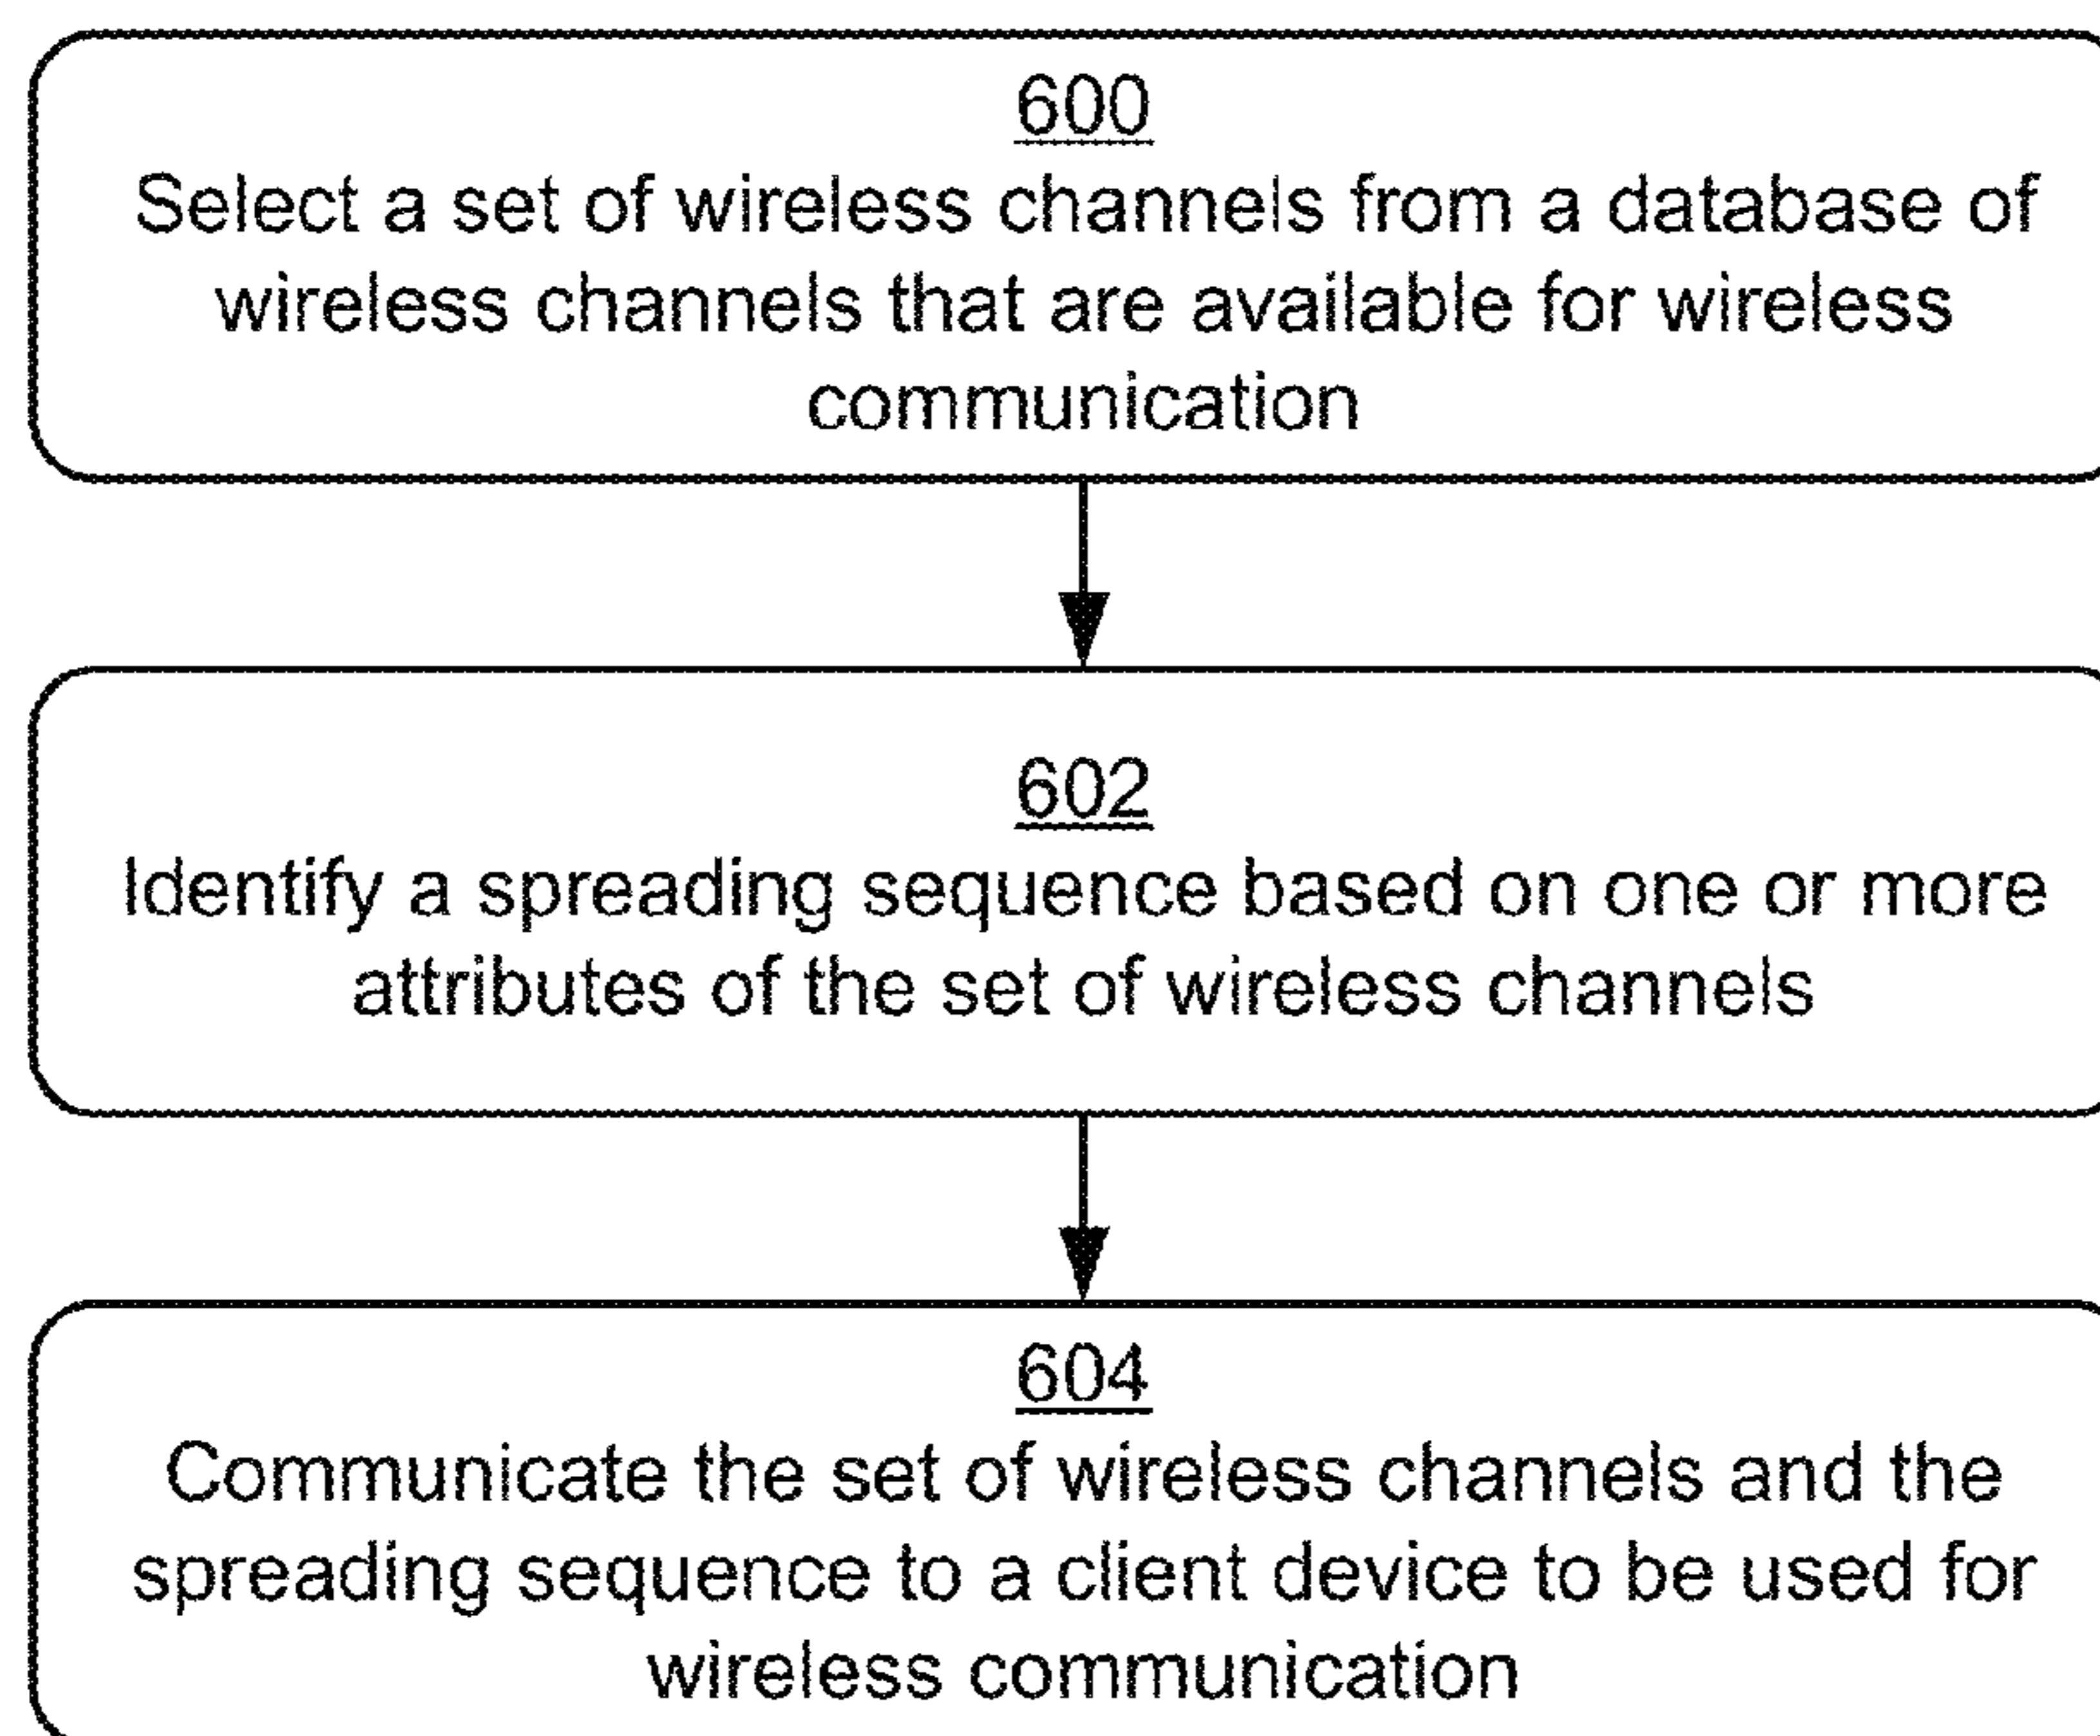 600
Select a set of wireless channels from a database of
wireless channels that are available for wireless
communication
602
Identify a spreading sequence based on one or more
attributes of the set of wireless channels
604
Communicate the set of wireless channels and the
spreading sequence to a client device to be used for
wireless communication